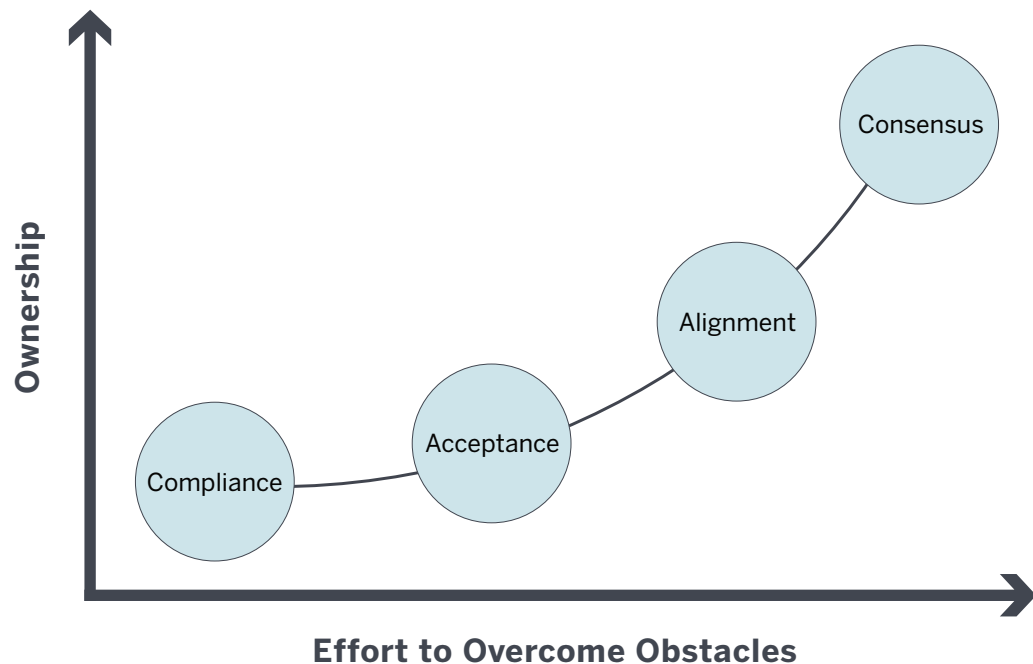 Consensus
Ownership
Alignment
Acceptance
Compliance
Effort to Overcome Obstacles